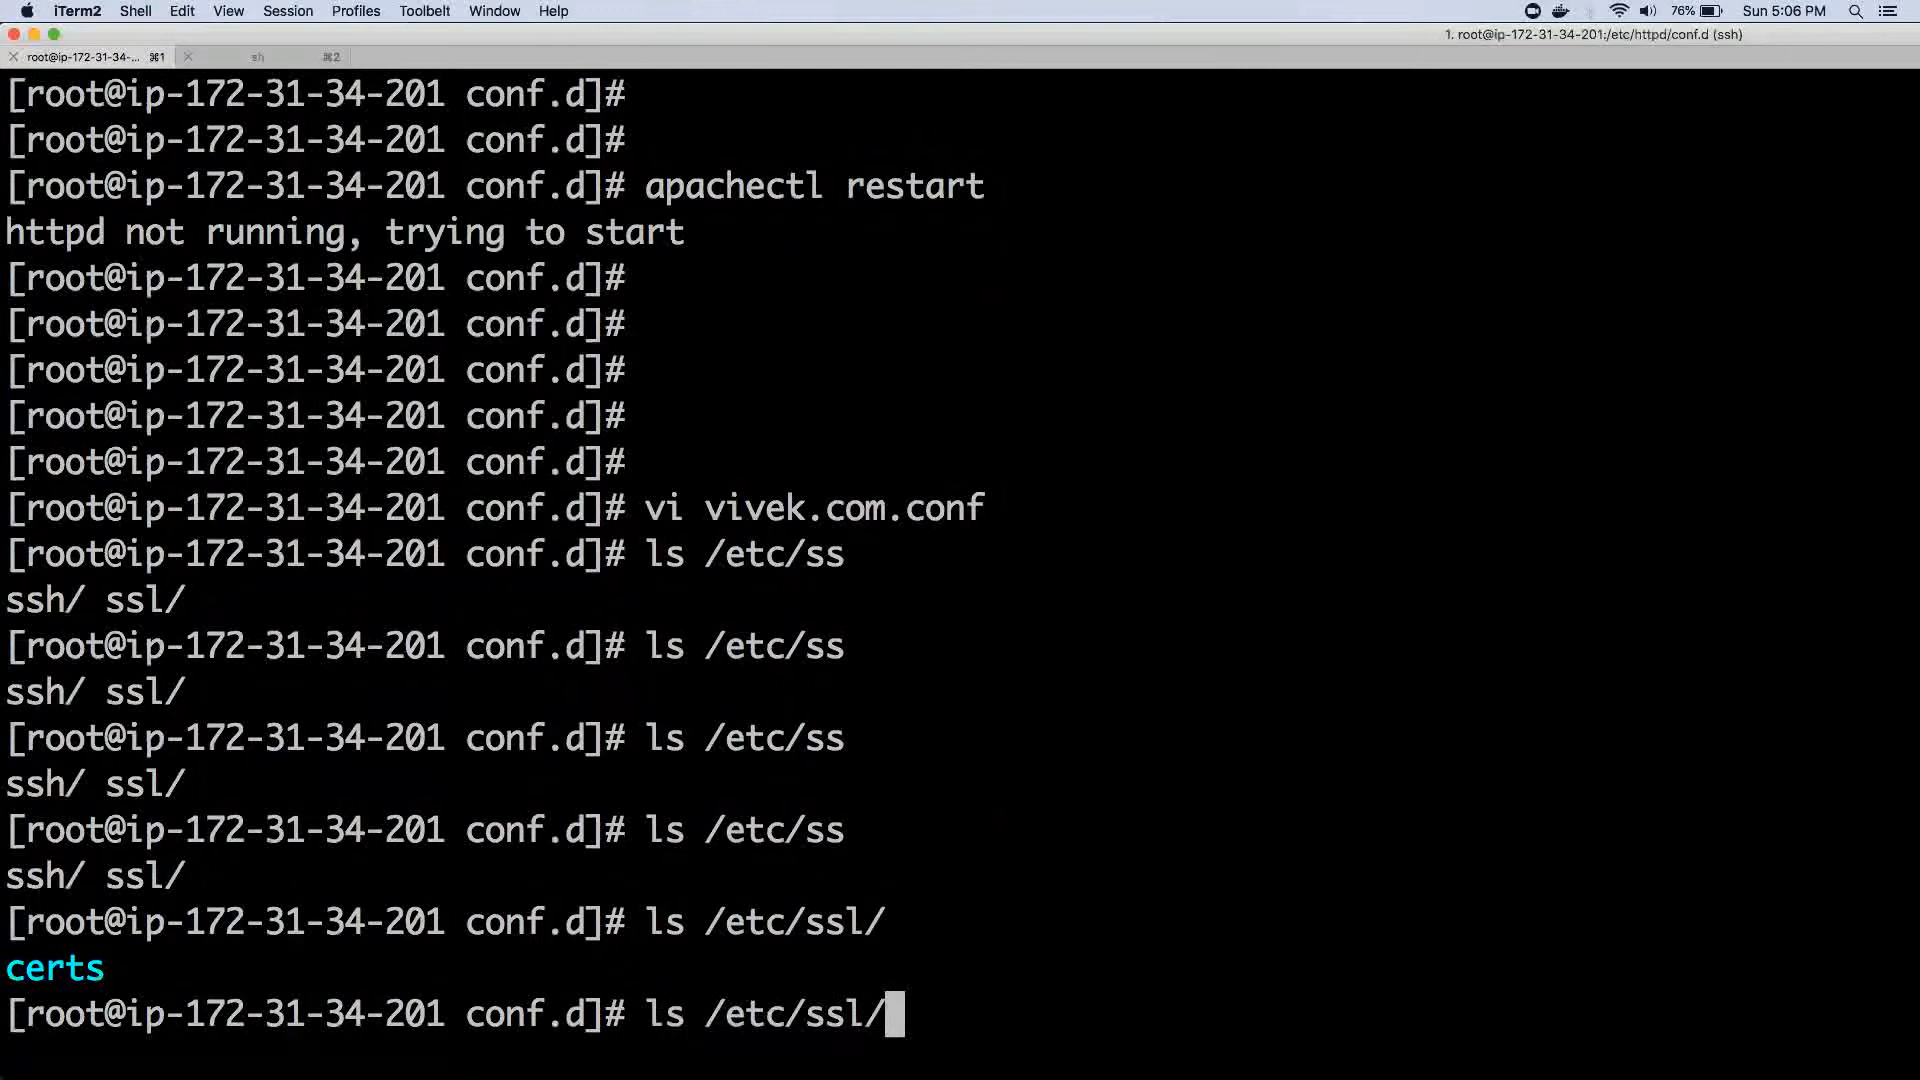 iTerm2 Shell Edit View Session Profiles Toolbelt Window Help 76% Sun 5:06 PM
1. root@ip-172-31-34-201:/etc/httpd/conf.d (ssh)
root@ip-172-31-34-... ⌘1 sh ⌘2
[root@ip-172-31-34-201 conf.d]#
[root@ip-172-31-34-201 conf.d]#
[root@ip-172-31-34-201 conf.d]# apachectl restart
httpd not running, trying to start
[root@ip-172-31-34-201 conf.d]#
[root@ip-172-31-34-201 conf.d]#
[root@ip-172-31-34-201 conf.d]#
[root@ip-172-31-34-201 conf.d]#
[root@ip-172-31-34-201 conf.d]#
[root@ip-172-31-34-201 conf.d]# vi vivek.com.conf
[root@ip-172-31-34-201 conf.d]# ls /etc/ss
ssh/ ssl/
[root@ip-172-31-34-201 conf.d]# ls /etc/ss
ssh/ ssl/
[root@ip-172-31-34-201 conf.d]# ls /etc/ss
ssh/ ssl/
[root@ip-172-31-34-201 conf.d]# ls /etc/ss
ssh/ ssl/
[root@ip-172-31-34-201 conf.d]# ls /etc/ssl/
certs
[root@ip-172-31-34-201 conf.d]# ls /etc/ssl/